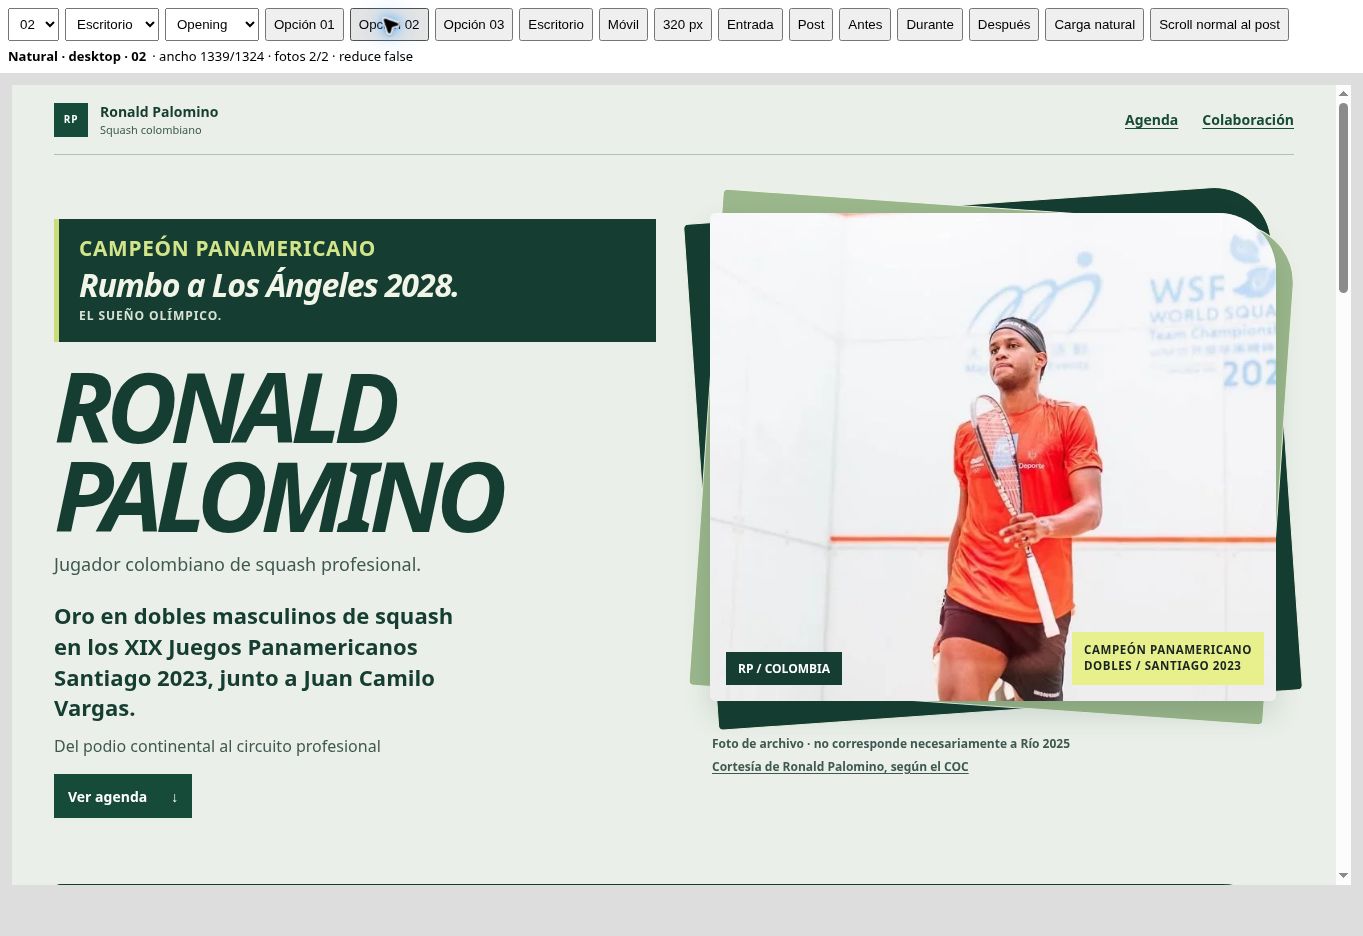 02 Escritorio Opening Opción 01 Opción 02 Opción 03 Escritorio Móvil 320 px Entrada Post Antes Durante Después Carga natural Scroll normal al post
Natural · desktop · 02 · ancho 1339/1324 · fotos 2/2 · reduce false
RP
Ronald Palomino
Squash colombiano
Agenda Colaboración
CAMPEÓN PANAMERICANO
Rumbo a Los Ángeles 2028.
EL SUEÑO OLÍMPICO.
RONALD
PALOMINO
Jugador colombiano de squash profesional.
Oro en dobles masculinos de squash
en los XIX Juegos Panamericanos
Santiago 2023, junto a Juan Camilo
Vargas.
Del podio continental al circuito profesional
Ver agenda ↓
WSF
WORLD SQUA
Team Champions
202
Deporte
RP / COLOMBIA
CAMPEÓN PANAMERICANO
DOBLES / SANTIAGO 2023
Foto de archivo · no corresponde necesariamente a Río 2025
Cortesía de Ronald Palomino, según el COC